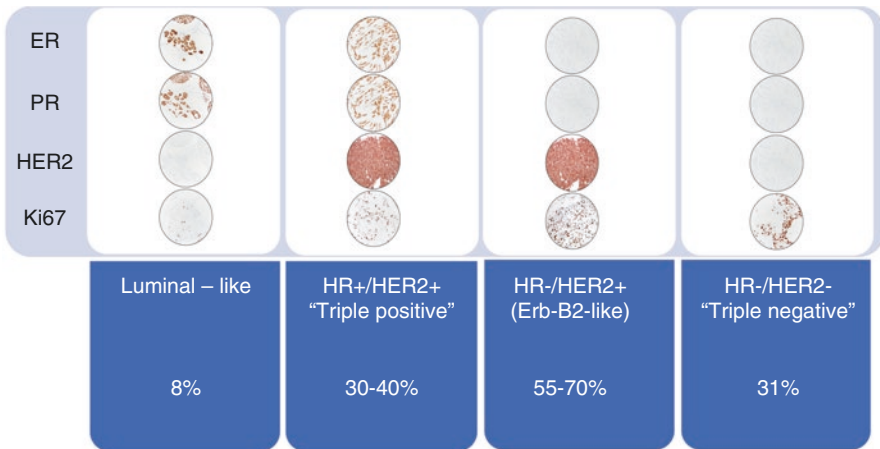 ER
PR
HER2
Ki67
Luminal – like
8%
HR+/HER2+
“Triple positive”
30-40%
HR-/HER2+
(Erb-B2-like)
55-70%
HR-/HER2-
“Triple negative”
31%